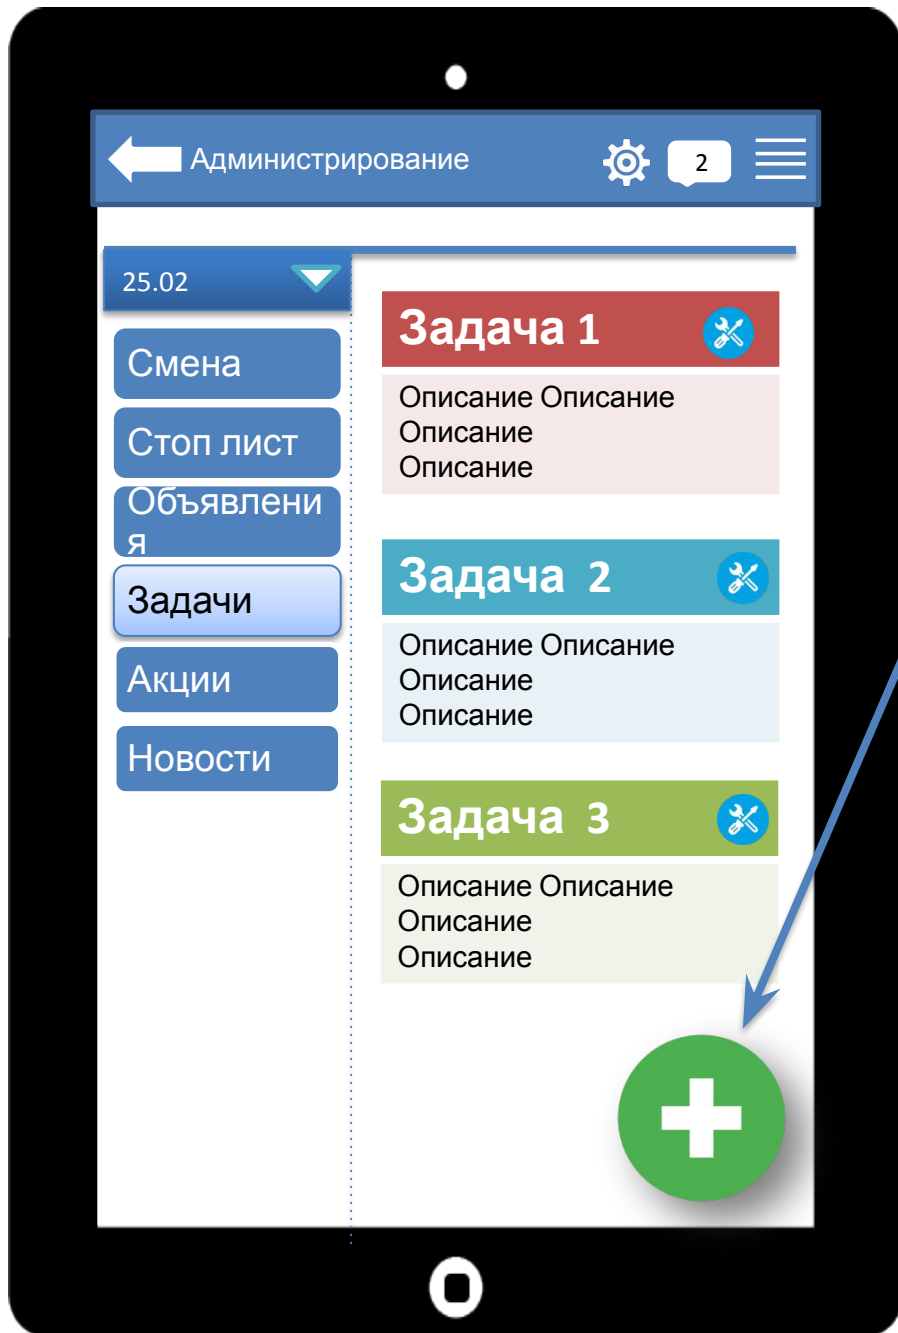 Администрирование
2
25.02
Смена
Стоп лист
Объявлени
я
Задачи
Акции
Новости
Задача 1
Описание Описание
Описание
Описание
Задача 2
Описание Описание
Описание
Описание
Задача 3
Описание Описание
Описание
Описание